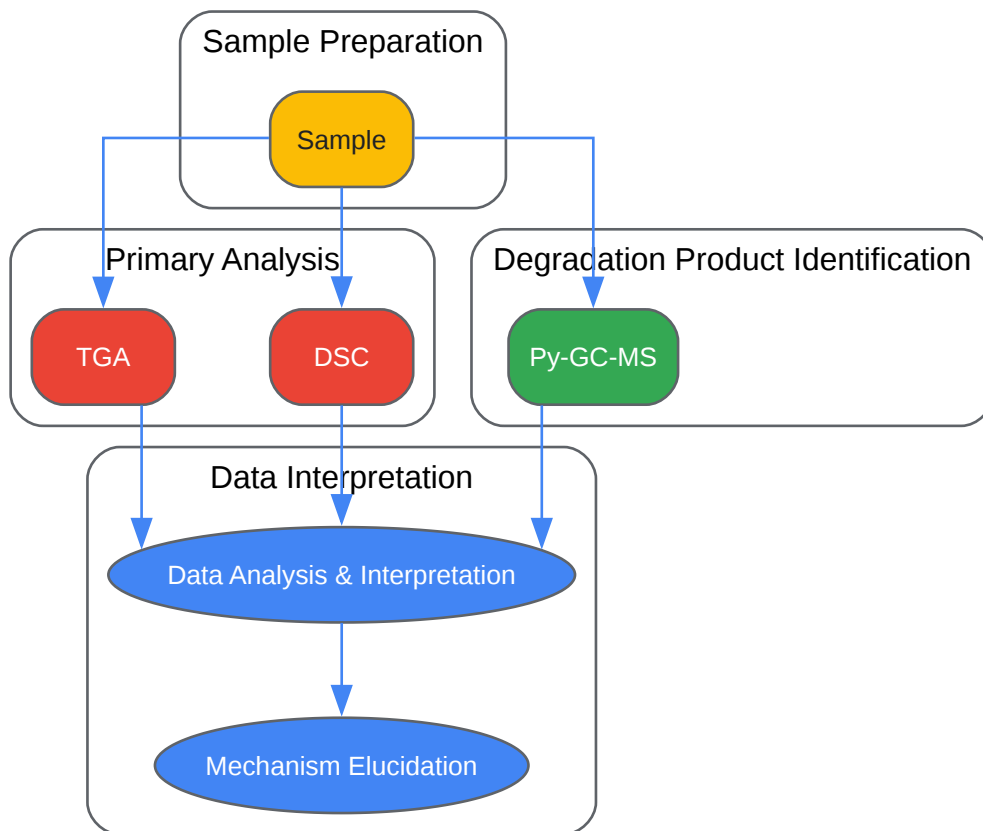 Sample Preparation
Sample
Primary Analysis
Degradation Product Identification
TGA
DSC
Py-GC-MS
Data Interpretation
Data Analysis & Interpretation
Mechanism Elucidation